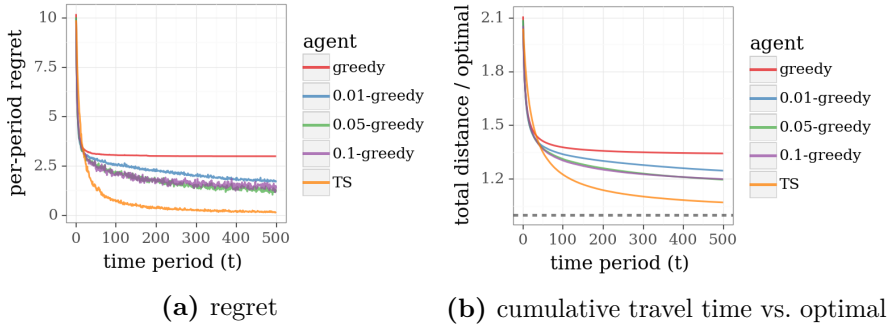 per-period regret
10
7.5
5.0
2.5
0
0 100 200 300 400 500
time period (t)
agent
greedy
0.01-greedy
0.05-greedy
0.1-greedy
TS
(a) regret
total distance / optimal
2.1
1.8
1.5
1.2
0 100 200 300 400 500
time period (t)
agent
greedy
0.01-greedy
0.05-greedy
0.1-greedy
TS
(b) cumulative travel time vs. optimal